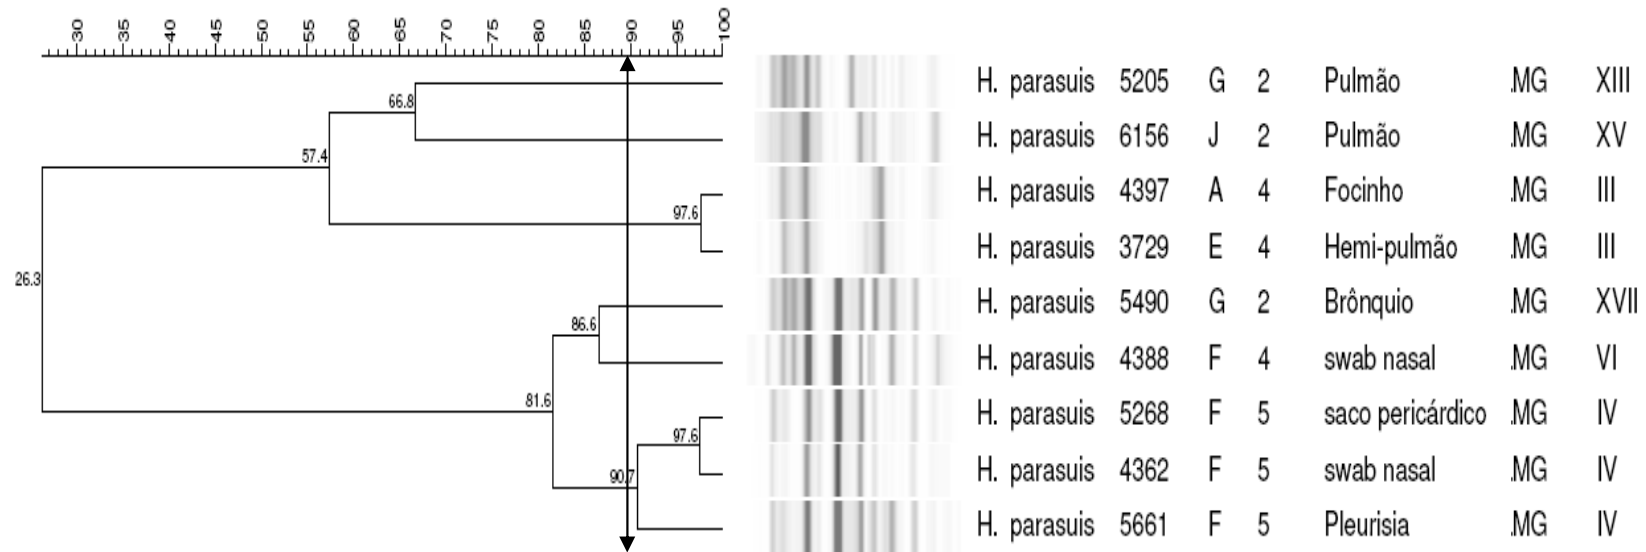 30 35 40 45 50 55 60 65 70 75 80 85 90 95 100
H. parasuis 5205 G 2 Pulmão .MG XIII
66.8
H. parasuis 6156 J 2 Pulmão .MG XV
57.4
H. parasuis 4397 A 4 Focinho .MG III
97.6
H. parasuis 3729 E 4 Hemi-pulmão .MG III
26.3
H. parasuis 5490 G 2 Brônquio .MG XVII
86.6
H. parasuis 4388 F 4 swab nasal .MG VI
81.6
H. parasuis 5268 F 5 saco pericárdico .MG IV
97.6
H. parasuis 4362 F 5 swab nasal .MG IV
90.7
H. parasuis 5661 F 5 Pleurisia .MG IV